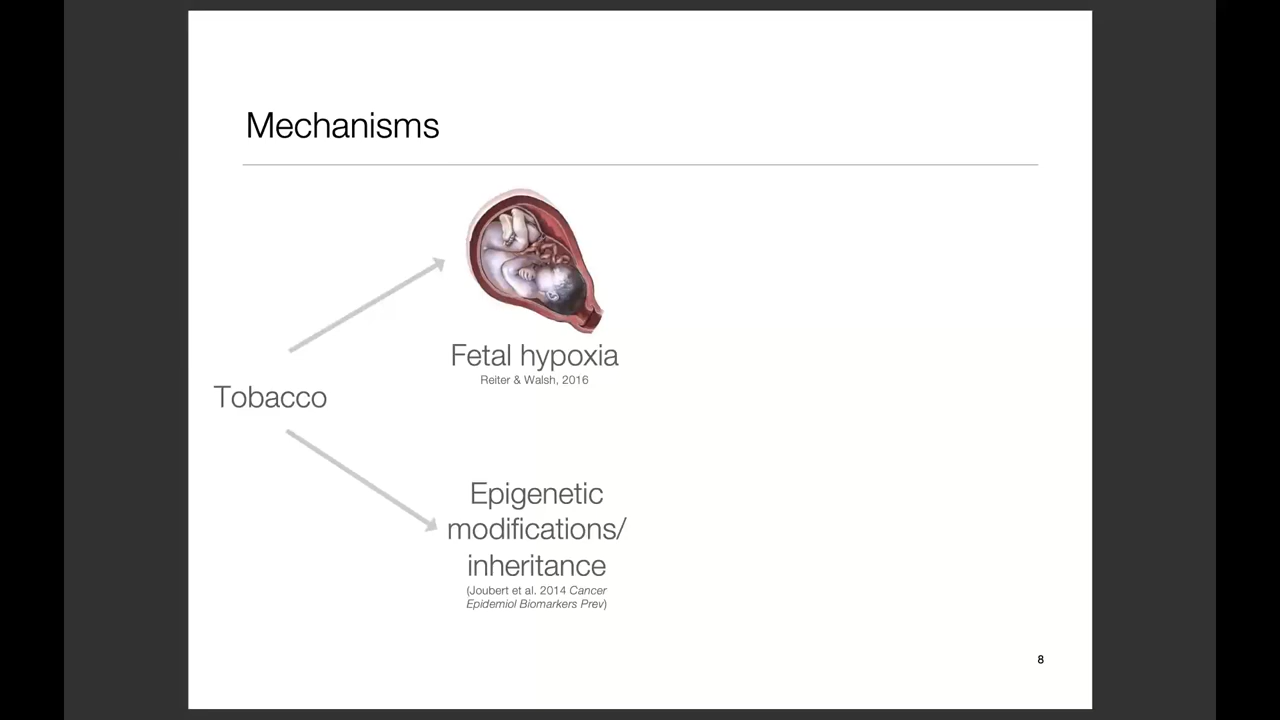 Mechanisms
Fetal hypoxia
Reiter & Walsh, 2016
Tobacco
Epigenetic
modifications/
inheritance
(Joubert et al. 2014 Cancer
Epidemiol Biomarkers Prev)
8